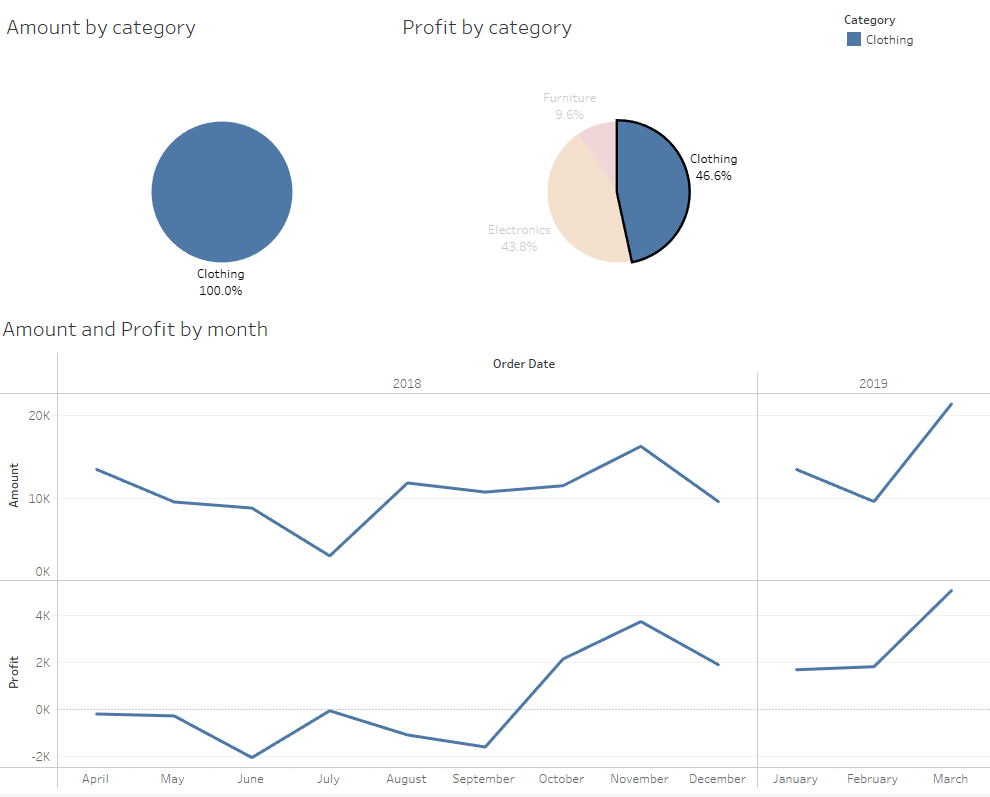 Amount by category
Profit by category
Category
Clothing
Furniture
9.6%
Clothing
46.6%
Electronics
43.8%
Clothing
100.0%
Amount and Profit by month
Order Date
2018
2019
20K
10K
0K
Amount
4K
2K
0K
-2K
Profit
April
May
June
July
August
September
October
November
December
January
February
March